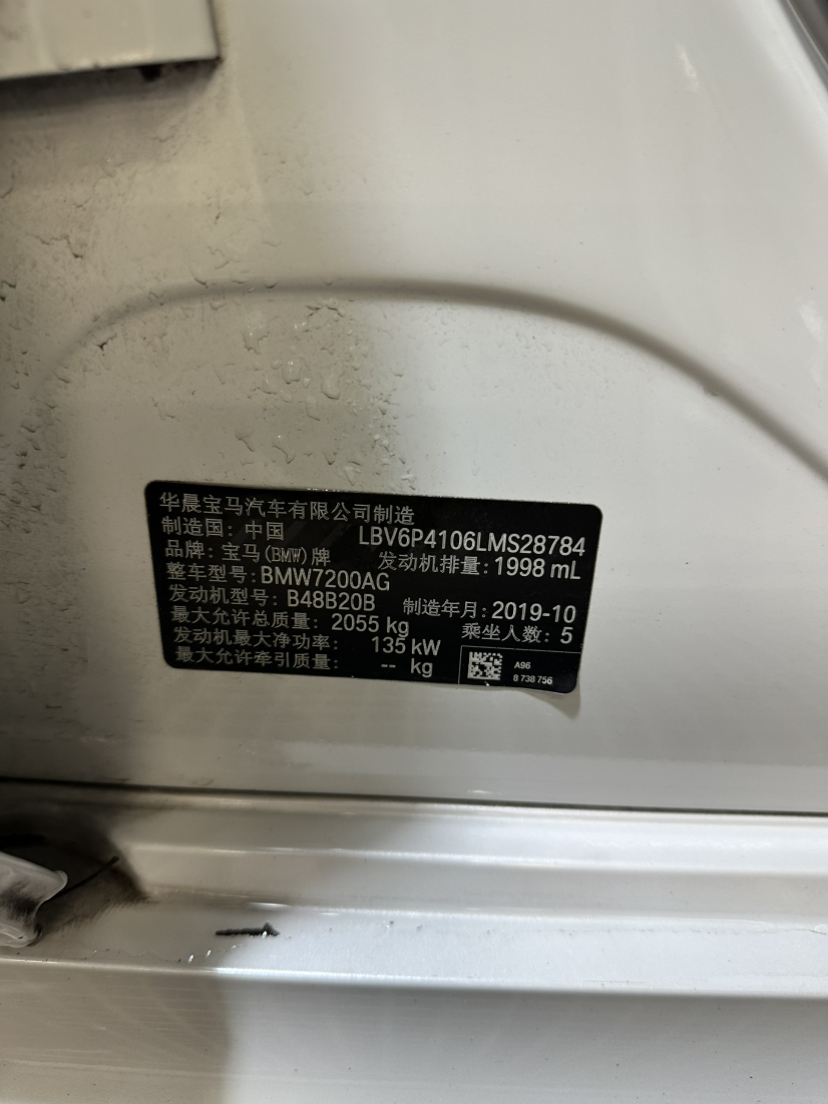 华晨宝马汽车有限公司制造
制造国：中国 LBV6P4106LMS28784
品牌：宝马(BMW)牌 发动机排量：1998 mL
整车型号：BMW7200AG
发动机型号：B48B20B 制造年月：2019-10
最大允许总质量：2055 kg 乘坐人数：5
发动机最大净功率：135 kW
最大允许牵引质量：-- kg
A96
8 738 756